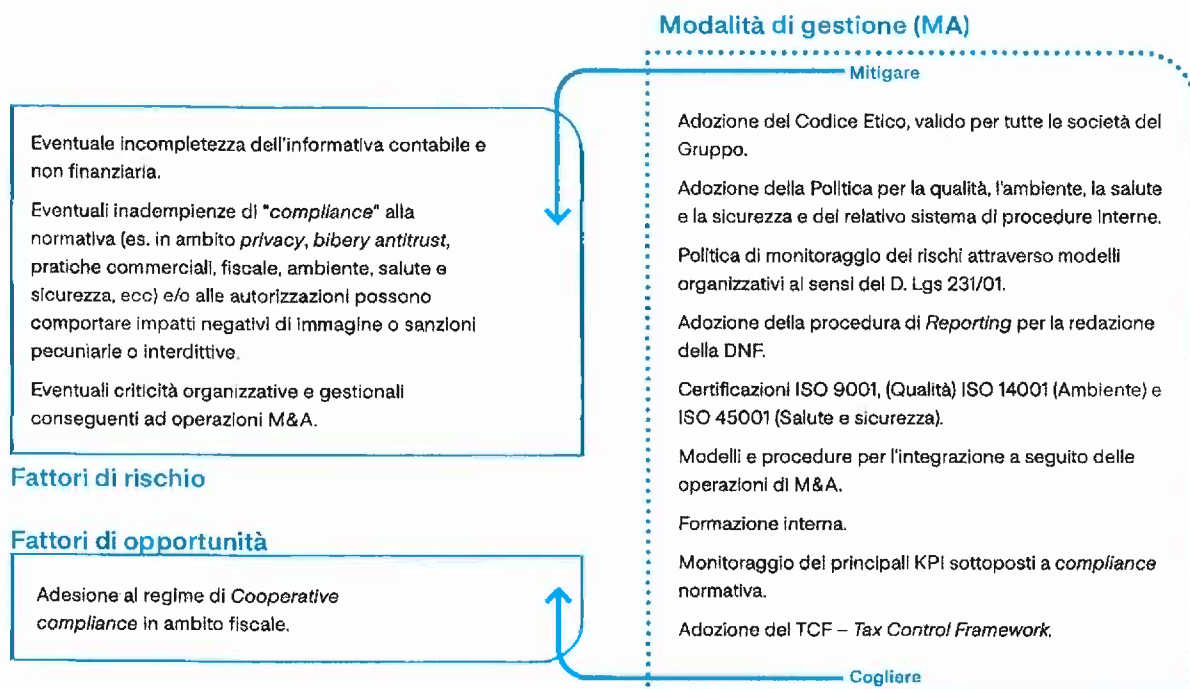 Modalità di gestione (MA)
Mitigare
Eventuale incompletezza dell'informativa contabile e
non finanziaria.
Eventuali inadempienze di "compliance" alla
normativa (es. in ambito privacy, bibery antitrust,
pratiche commerciali, fiscale, ambiente, salute e
sicurezza, ecc) e/o alle autorizzazioni possono
comportare impatti negativi di immagine o sanzioni
pecuniarie o interdittive.
Eventuali criticità organizzative e gestionali
conseguenti ad operazioni M&A.
Fattori di rischio
Fattori di opportunità
Adesione al regime di Cooperative
compliance in ambito fiscale.
Adozione del Codice Etico, valido per tutte le società del
Gruppo.
Adozione della Politica per la qualità, l'ambiente, la salute
e la sicurezza e del relativo sistema di procedure interne.
Politica di monitoraggio dei rischi attraverso modelli
organizzativi ai sensi del D. Lgs 231/01.
Adozione della procedura di Reporting per la redazione
della DNF.
Certificazioni ISO 9001, (Qualità) ISO 14001 (Ambiente) e
ISO 45001 (Salute e sicurezza).
Modelli e procedure per l'integrazione a seguito delle
operazioni di M&A.
Formazione interna.
Monitoraggio dei principali KPI sottoposti a compliance
normativa.
Adozione del TCF – Tax Control Framework.
Cogliere